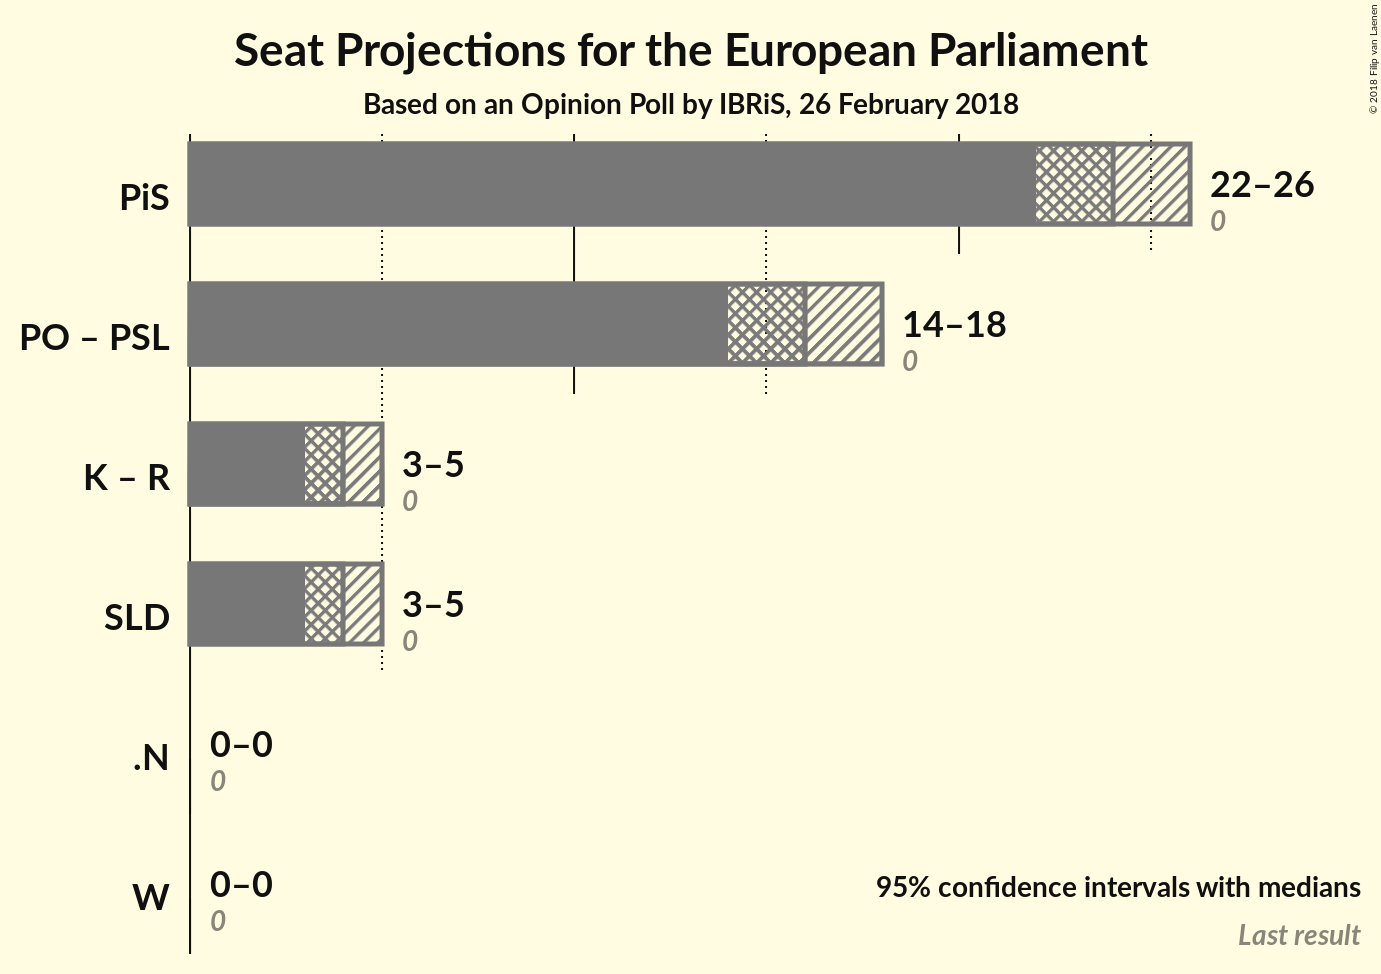 Seat Projections for the European Parliament
Based on an Opinion Poll by IBRiS, 26 February 2018
© 2018 Filip van Laenen
PiS
22–26
0
PO – PSL
14–18
0
K – R
3–5
0
SLD
3–5
0
.N
0–0
0
W
0–0
0
95% confidence intervals with medians
Last result